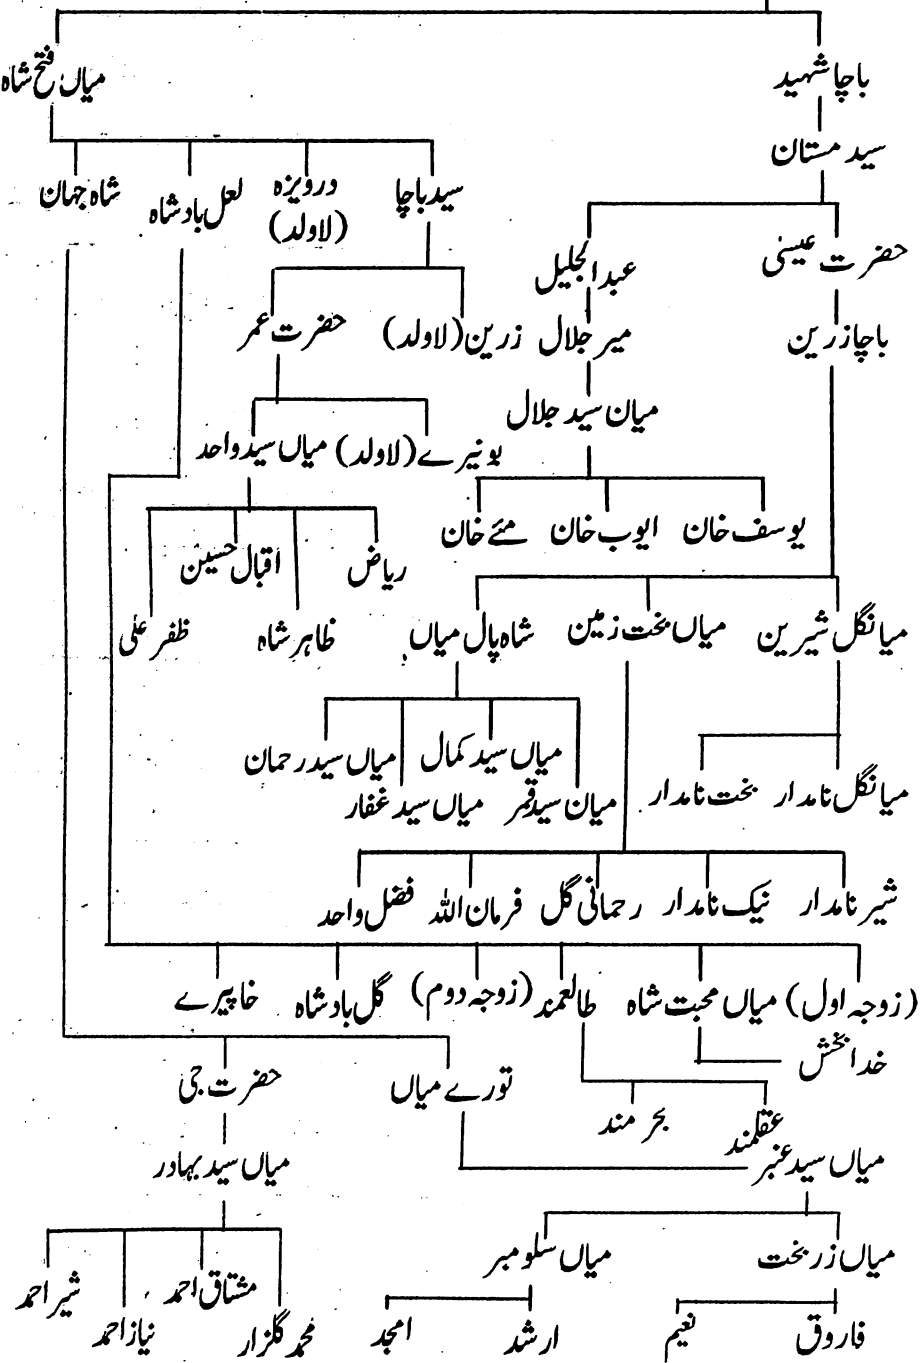 باچا شہید
میاں فتح شاہ
سید مستان
سید باچا
درویزہ (لاولد)
لعل بادشاہ
شاہ جہان
حضرت عیسیٰ
عبدالجلیل
باچا زرین
میر جلال
زرین (لاولد)
حضرت عمر
میان سید جلال
بونیرے (لاولد)
میاں سید واحد
یوسف خان
ایوب خان
مئے خان
ریاض
اقبال حسین
ظاہر شاہ
ظفر علی
میانگل شیرین
میاں بخت زمین
شاہ پال میاں
میاں سید کمال
میاں سید رحمان
میانگل نامدار
بخت نامدار
میان سید قمر
میاں سید غفار
شیر نامدار
نیک نامدار
رحمانی گل
فرمان اللہ
فضل واحد
(زوجہ اول)
میاں محبت شاہ
طالعمند
(زوجہ دوم)
گل بادشاہ
خاپیرے
خدا بخش
تورے میاں
حضرت جی
عقلمند
بحر مند
میاں سید عنبر
میاں سید بہادر
میاں زر بخت
میاں سلومبر
مشتاق احمد
شیر احمد
فاروق
نعیم
ارشد
امجد
محمد گلزار
نیاز احمد